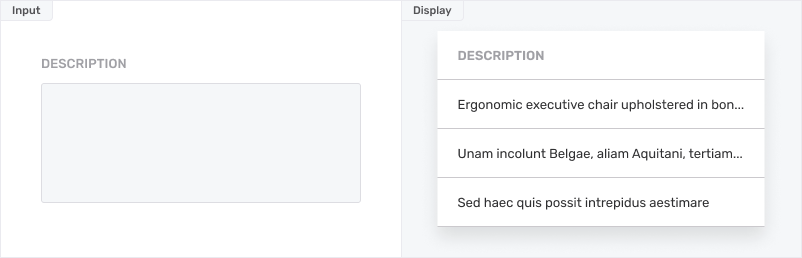 Input
DESCRIPTION
Display
DESCRIPTION
Ergonomic executive chair upholstered in bon...
Unam incolunt Belgae, aliam Aquitani, tertiam...
Sed haec quis possit intrepidus aestimare